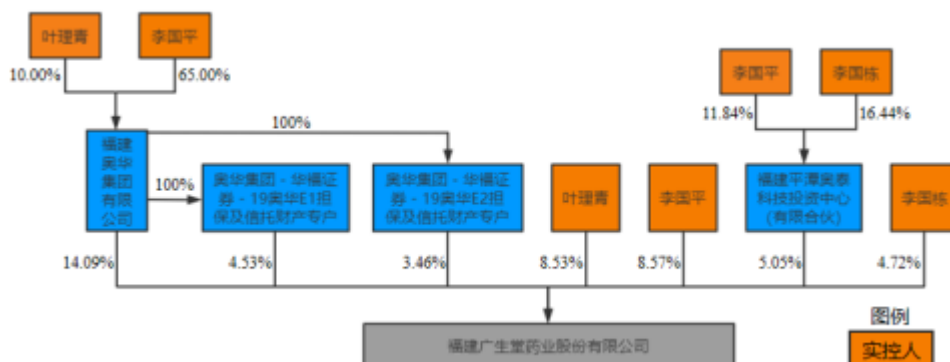 叶理青
李国平
10.00%
65.00%
李国平
李国栋
11.84%
16.44%
100%
福建
奥华
集团
有限
公司
100%
奥华集团 - 华福证
券 - 19奥华E1担
保及信托财产专户
奥华集团 - 华福证
券 - 19奥华E2担
保及信托财产专户
叶理青
李国平
福建平潭奥泰
科技投资中心
(有限合伙)
李国栋
14.09%
4.53%
3.46%
8.53%
8.57%
5.05%
4.72%
图例
福建广生堂药业股份有限公司
实控人